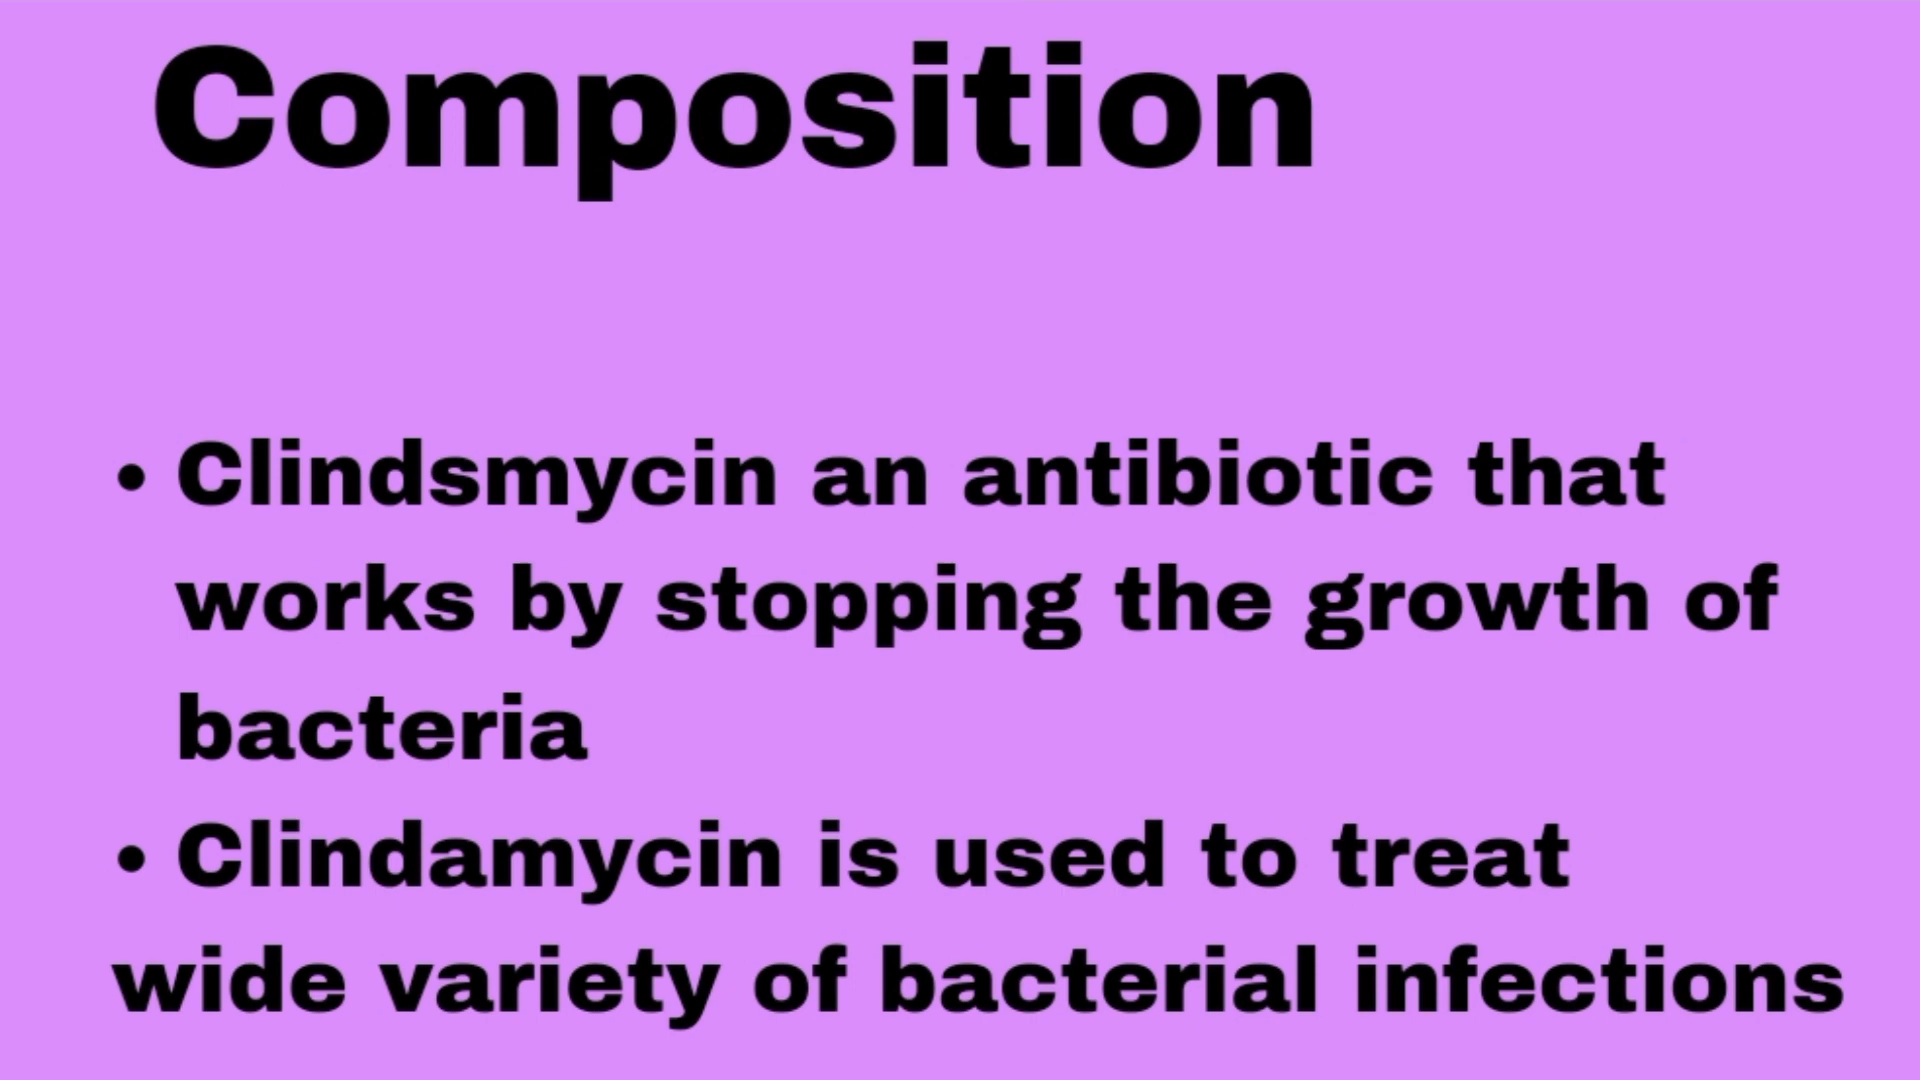 Composition
• Clindsmycin an antibiotic that
works by stopping the growth of
bacteria
• Clindamycin is used to treat
wide variety of bacterial infections